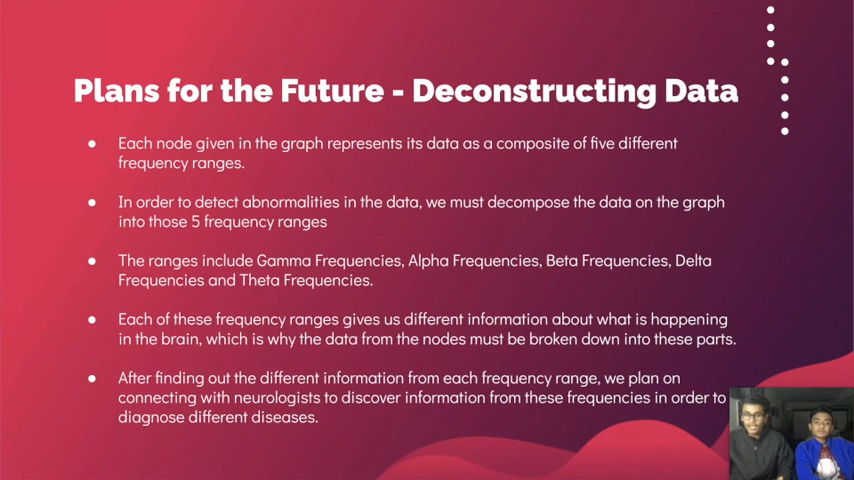 Plans for the Future - Deconstructing Data
● Each node given in the graph represents its data as a composite of five different
frequency ranges.
● In order to detect abnormalities in the data, we must decompose the data on the graph
into those 5 frequency ranges
● The ranges include Gamma Frequencies, Alpha Frequencies, Beta Frequencies, Delta
Frequencies and Theta Frequencies.
● Each of these frequency ranges gives us different information about what is happening
in the brain, which is why the data from the nodes must be broken down into these parts.
● After finding out the different information from each frequency range, we plan on
connecting with neurologists to discover information from these frequencies in order to
diagnose different diseases.